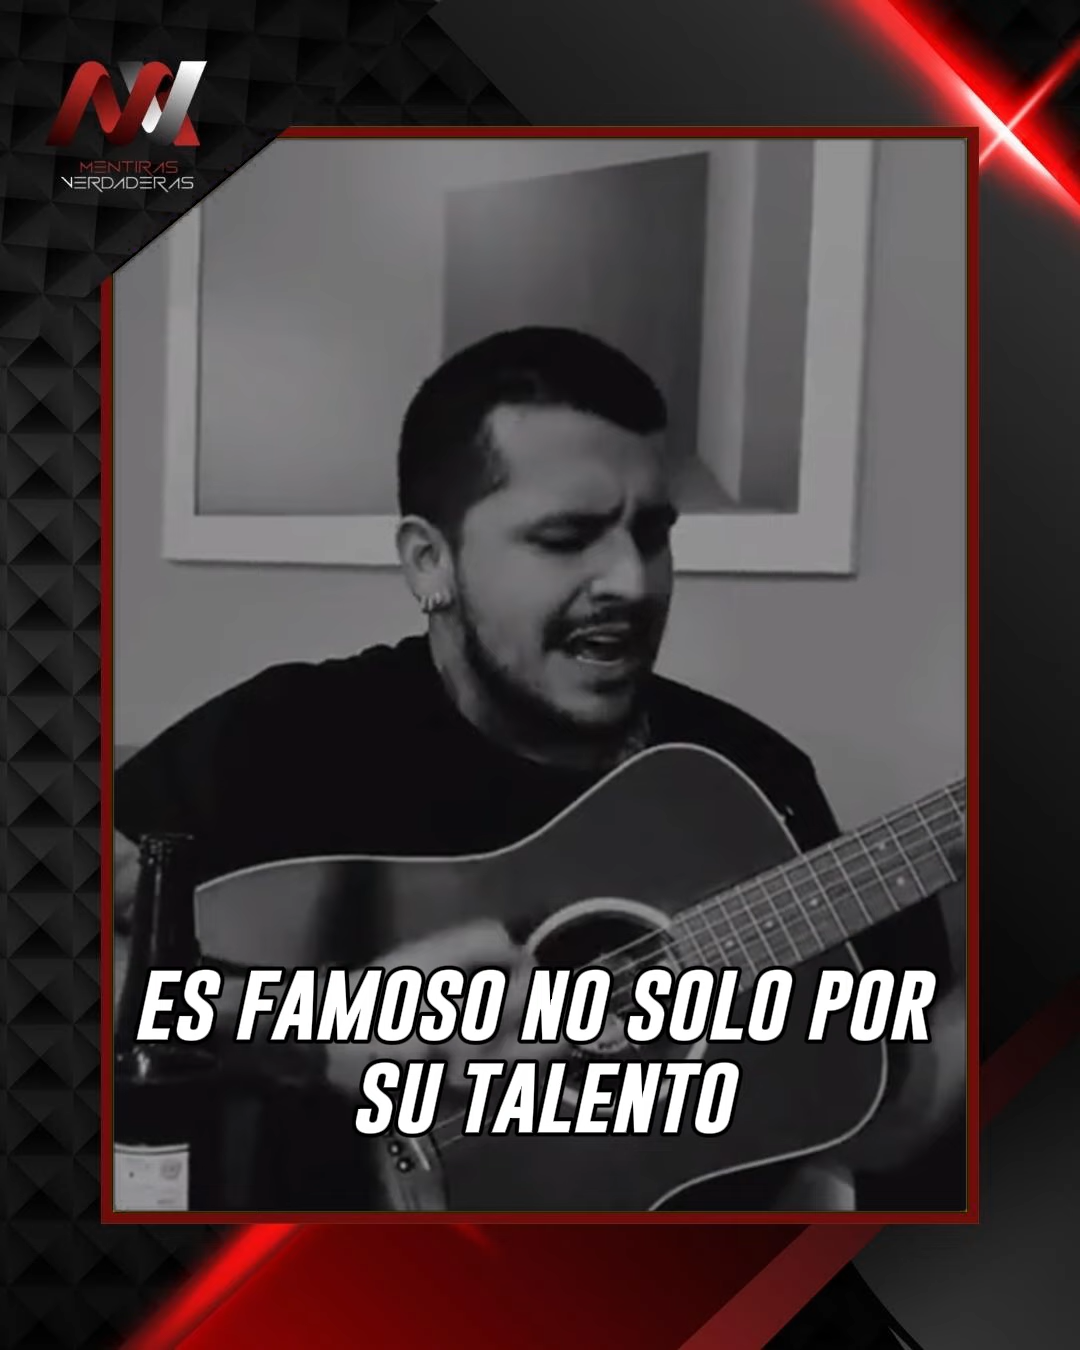 MENTIRAS
VERDADERAS
ES FAMOSO NO SOLO POR
SU TALENTO